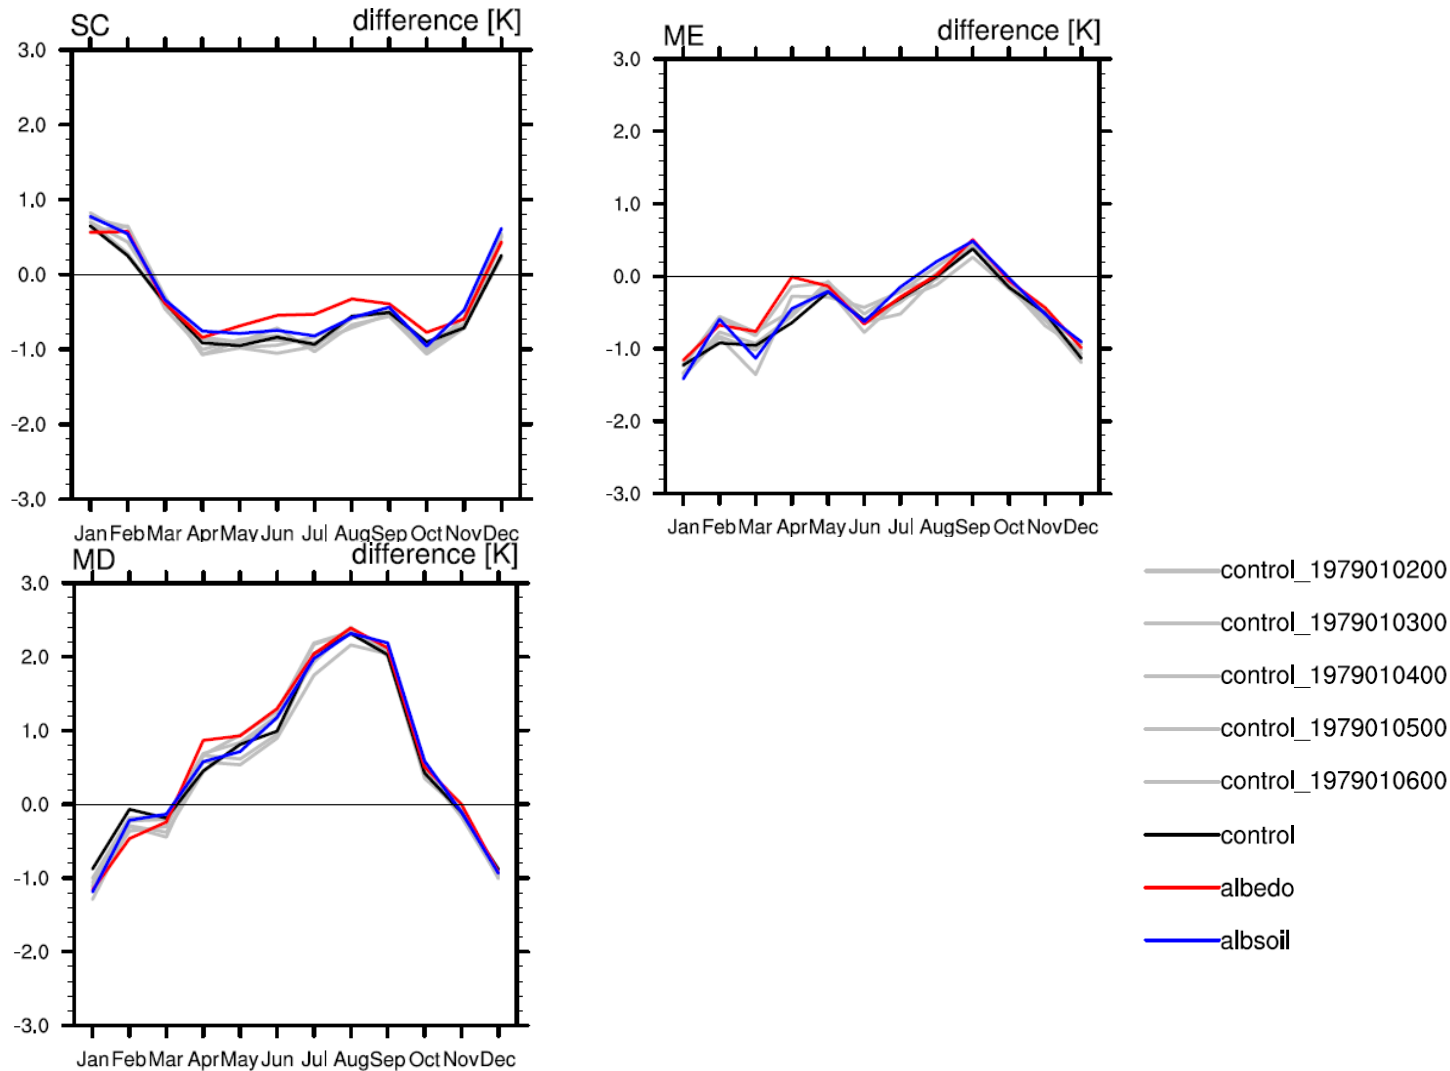 SC difference [K]
3.0
2.0
1.0
0.0
-1.0
-2.0
-3.0
Jan Feb Mar Apr May Jun Jul Aug Sep Oct Nov Dec
ME difference [K]
3.0
2.0
1.0
0.0
-1.0
-2.0
-3.0
Jan Feb Mar Apr May Jun Jul Aug Sep Oct Nov Dec
MD difference [K]
3.0
2.0
1.0
0.0
-1.0
-2.0
-3.0
Jan Feb Mar Apr May Jun Jul Aug Sep Oct Nov Dec
control_1979010200
control_1979010300
control_1979010400
control_1979010500
control_1979010600
control
albedo
albsoil